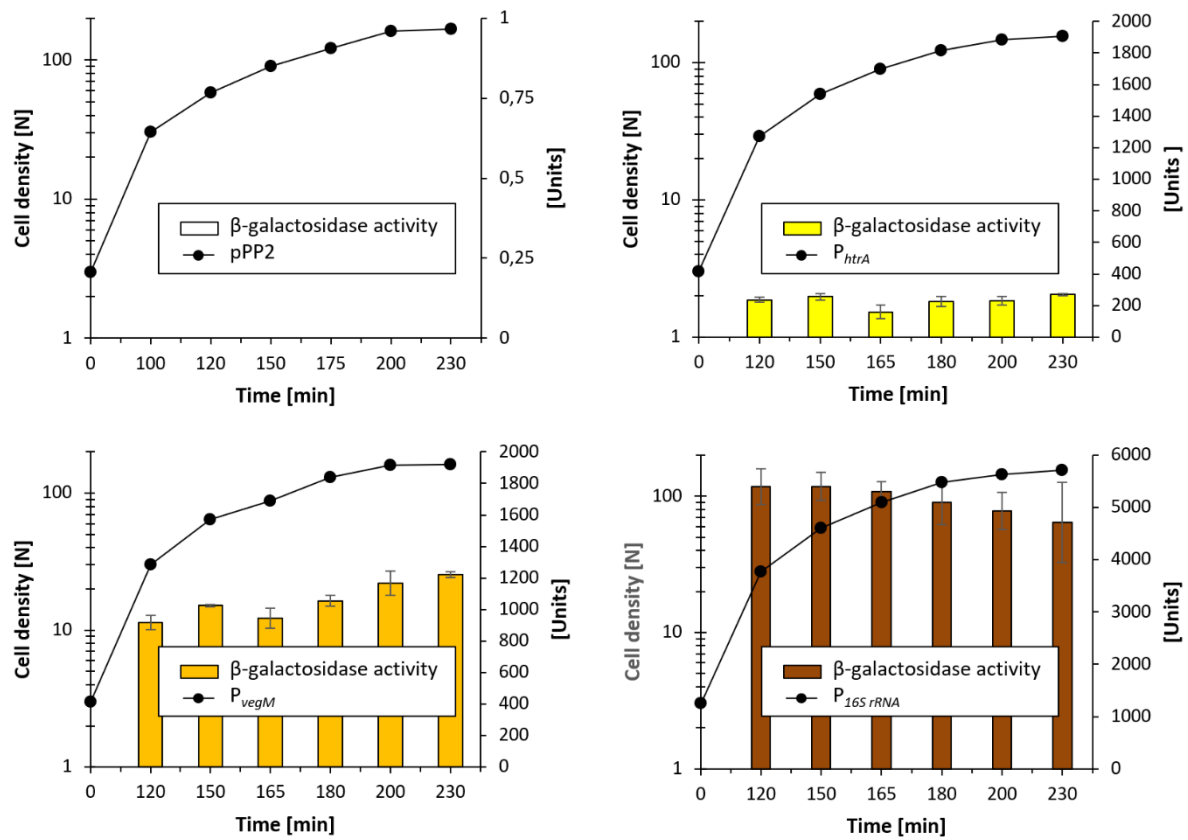 Cell density [N]
100
10
1
1
0,75
0,5
0,25
0
[Units]
β-galactosidase activity
pPP2
0 100 120 150 175 200 230
Time [min]
Cell density [N]
100
10
1
2000
1800
1600
1400
1200
1000
800
600
400
200
0
[Units ]
β-galactosidase activity
PhtrA
0 120 150 165 180 200 230
Time [min]
Cell density [N]
100
10
1
2000
1800
1600
1400
1200
1000
800
600
400
200
0
[Units]
β-galactosidase activity
PvegM
0 120 150 165 180 200 230
Time [min]
Cell density [N]
100
10
1
6000
5000
4000
3000
2000
1000
0
[Units]
β-galactosidase activity
P16S rRNA
0 120 150 165 180 200 230
Time [min]